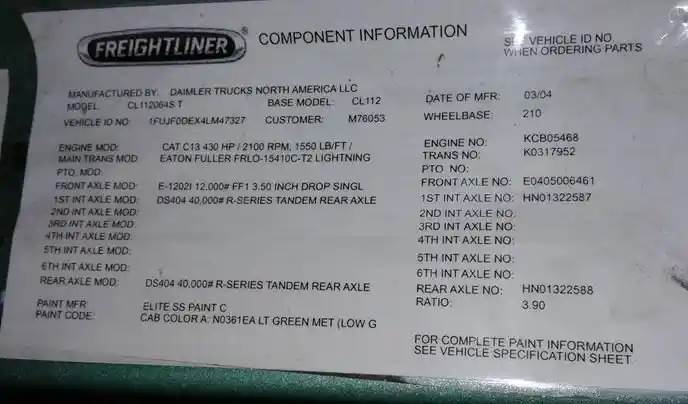 FREIGHTLINER ®
COMPONENT INFORMATION
SEE VEHICLE ID NO.
WHEN ORDERING PARTS
MANUFACTURED BY: DAIMLER TRUCKS NORTH AMERICA LLC
MODEL: CL112064S T BASE MODEL: CL112 DATE OF MFR: 03/04
VEHICLE ID NO: 1FUJF0DEX4LM47327 CUSTOMER: M76053 WHEELBASE: 210
ENGINE MOD: CAT C13 430 HP / 2100 RPM, 1550 LB/FT / ENGINE NO: KCB05468
MAIN TRANS MOD: EATON FULLER FRLO-15410C-T2 LIGHTNING TRANS NO: K0317952
PTO. MOD: PTO NO:
FRONT AXLE MOD: E-1202I 12,000# FF1 3.50 INCH DROP SINGL FRONT AXLE NO: E0405006461
1ST INT AXLE MOD: DS404 40,000# R-SERIES TANDEM REAR AXLE 1ST INT AXLE NO: HN01322587
2ND INT AXLE MOD: 2ND INT AXLE NO:
3RD INT AXLE MOD: 3RD INT AXLE NO:
4TH INT AXLE MOD: 4TH INT AXLE NO:
5TH INT AXLE MOD: 5TH INT AXLE NO:
6TH INT AXLE MOD: 6TH INT AXLE NO:
REAR AXLE MOD: DS404 40,000# R-SERIES TANDEM REAR AXLE REAR AXLE NO: HN01322588
RATIO: 3.90
PAINT MFR: ELITE SS PAINT C
PAINT CODE: CAB COLOR A: N0361EA LT GREEN MET (LOW G
FOR COMPLETE PAINT INFORMATION
SEE VEHICLE SPECIFICATION SHEET.